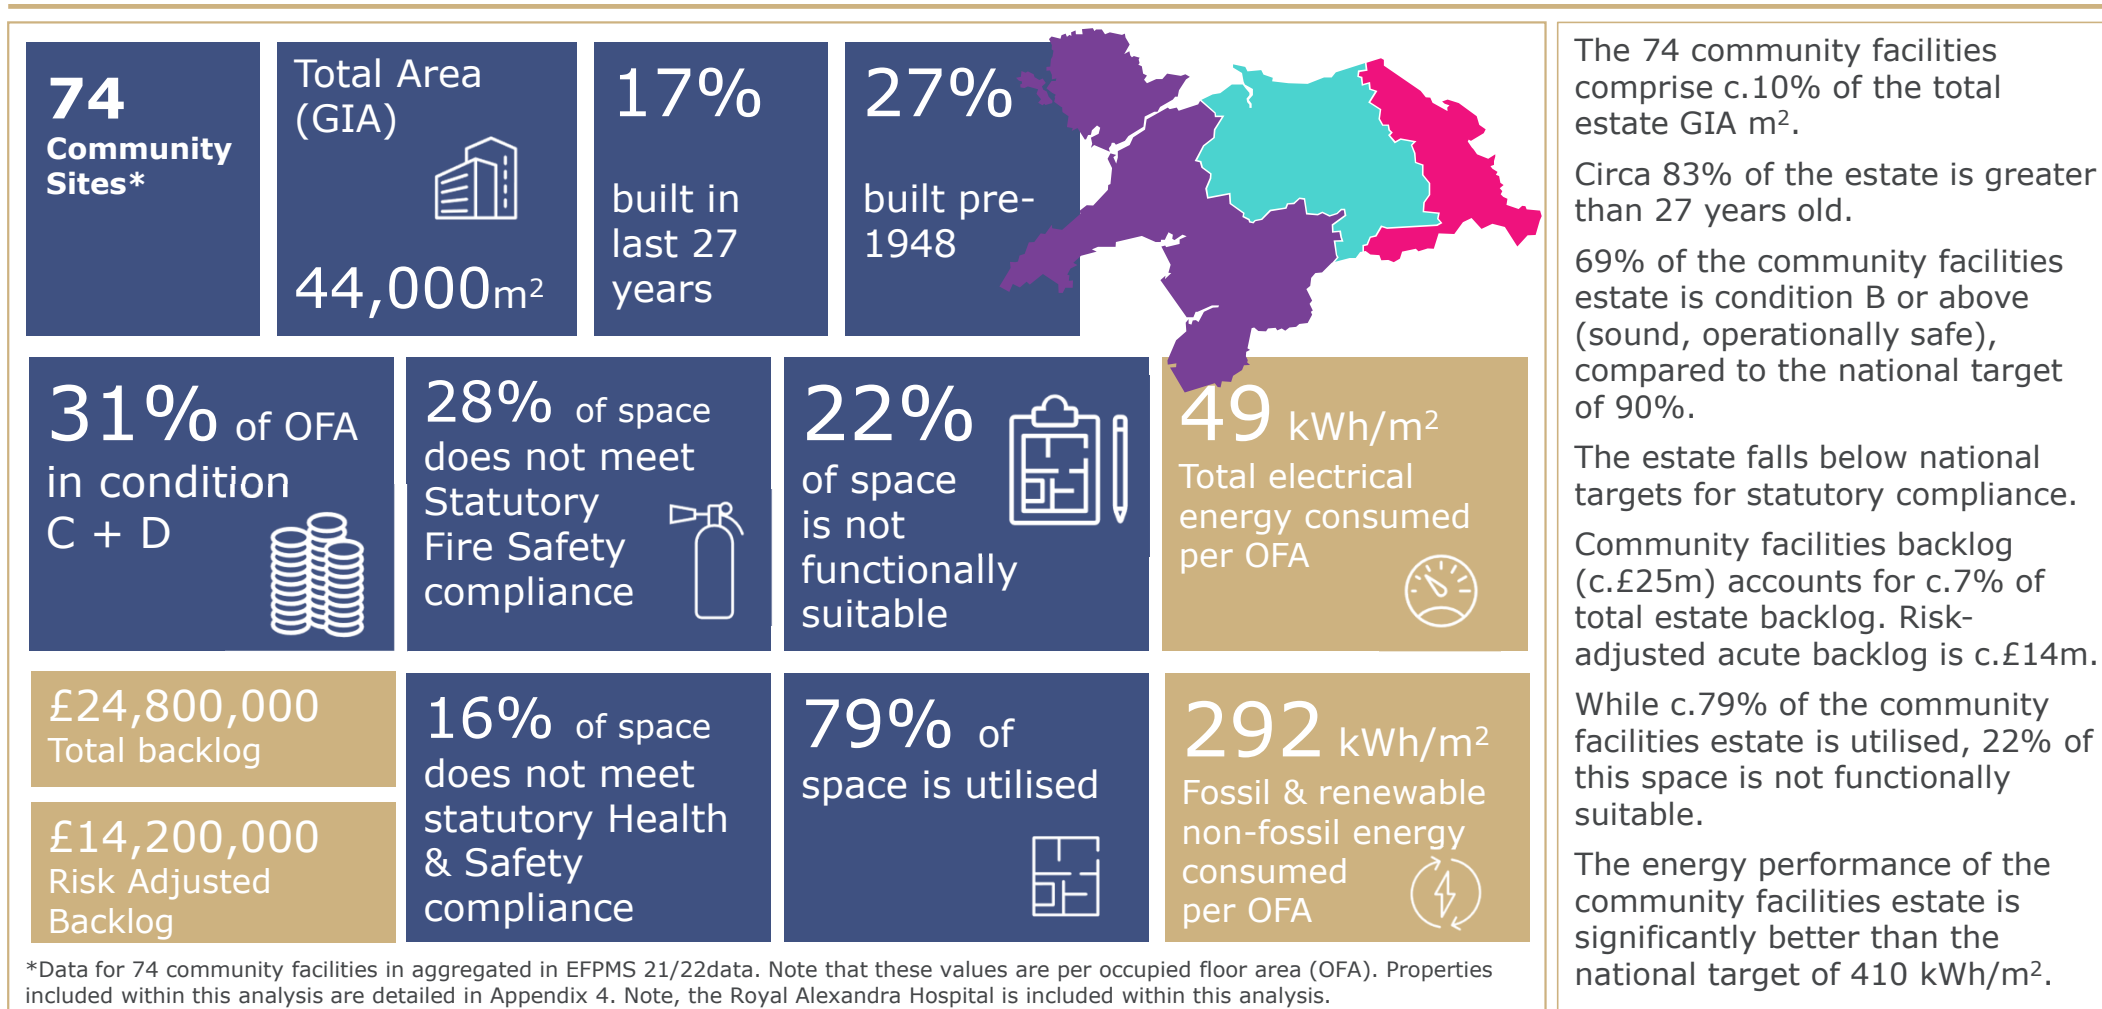 74
Community
Sites*
Total Area
(GIA)
44,000m²
17%
built in
last 27
years
27%
built pre-
1948
31% of OFA
in condition
C + D
28% of space
does not meet
Statutory
Fire Safety
compliance
22%
of space
is not
functionally
suitable
49 kWh/m²
Total electrical
energy consumed
per OFA
£24,800,000
Total backlog
£14,200,000
Risk Adjusted
Backlog
16% of space
does not meet
statutory Health
& Safety
compliance
79% of
space is utilised
292 kWh/m²
Fossil & renewable
non-fossil energy
consumed
per OFA
*Data for 74 community facilities in aggregated in EFPMS 21/22data. Note that these values are per occupied floor area (OFA). Properties
included within this analysis are detailed in Appendix 4. Note, the Royal Alexandra Hospital is included within this analysis.
The 74 community facilities
comprise c.10% of the total
estate GIA m².
Circa 83% of the estate is greater
than 27 years old.
69% of the community facilities
estate is condition B or above
(sound, operationally safe),
compared to the national target
of 90%.
The estate falls below national
targets for statutory compliance.
Community facilities backlog
(c.£25m) accounts for c.7% of
total estate backlog. Risk-
adjusted acute backlog is c.£14m.
While c.79% of the community
facilities estate is utilised, 22% of
this space is not functionally
suitable.
The energy performance of the
community facilities estate is
significantly better than the
national target of 410 kWh/m².